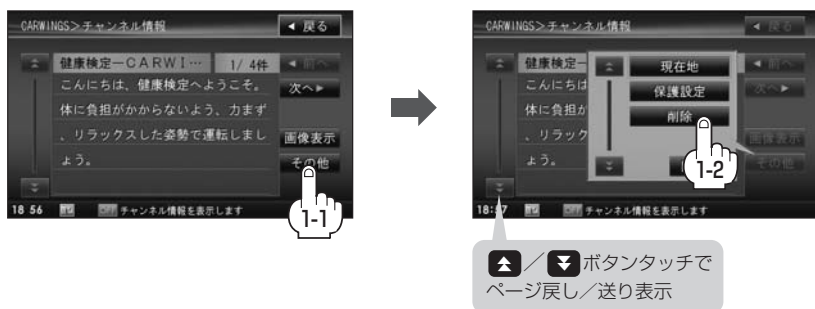 CARWINGS＞チャンネル情報
◀ 戻る
健康検定－ＣＡＲＷＩ… 1/ 4件
◀ 前へ
こんにちは、健康検定へようこそ。
次へ▶
体に負担がかからないよう、力まず
、リラックスした姿勢で運転しまし
画像表示
ょう。
その他
18 56
チャンネル情報を表示します
1-1
CARWINGS＞チャンネル情報
◀ 戻る
健康検定－
◀ 前へ
現在地
こんにちは
次へ▶
保護設定
体に負担が
削除
、リラック
画像表示
ょう。
その他
1-2
18:57
チャンネル情報を表示します
／ ボタンタッチで
ページ戻し／送り表示